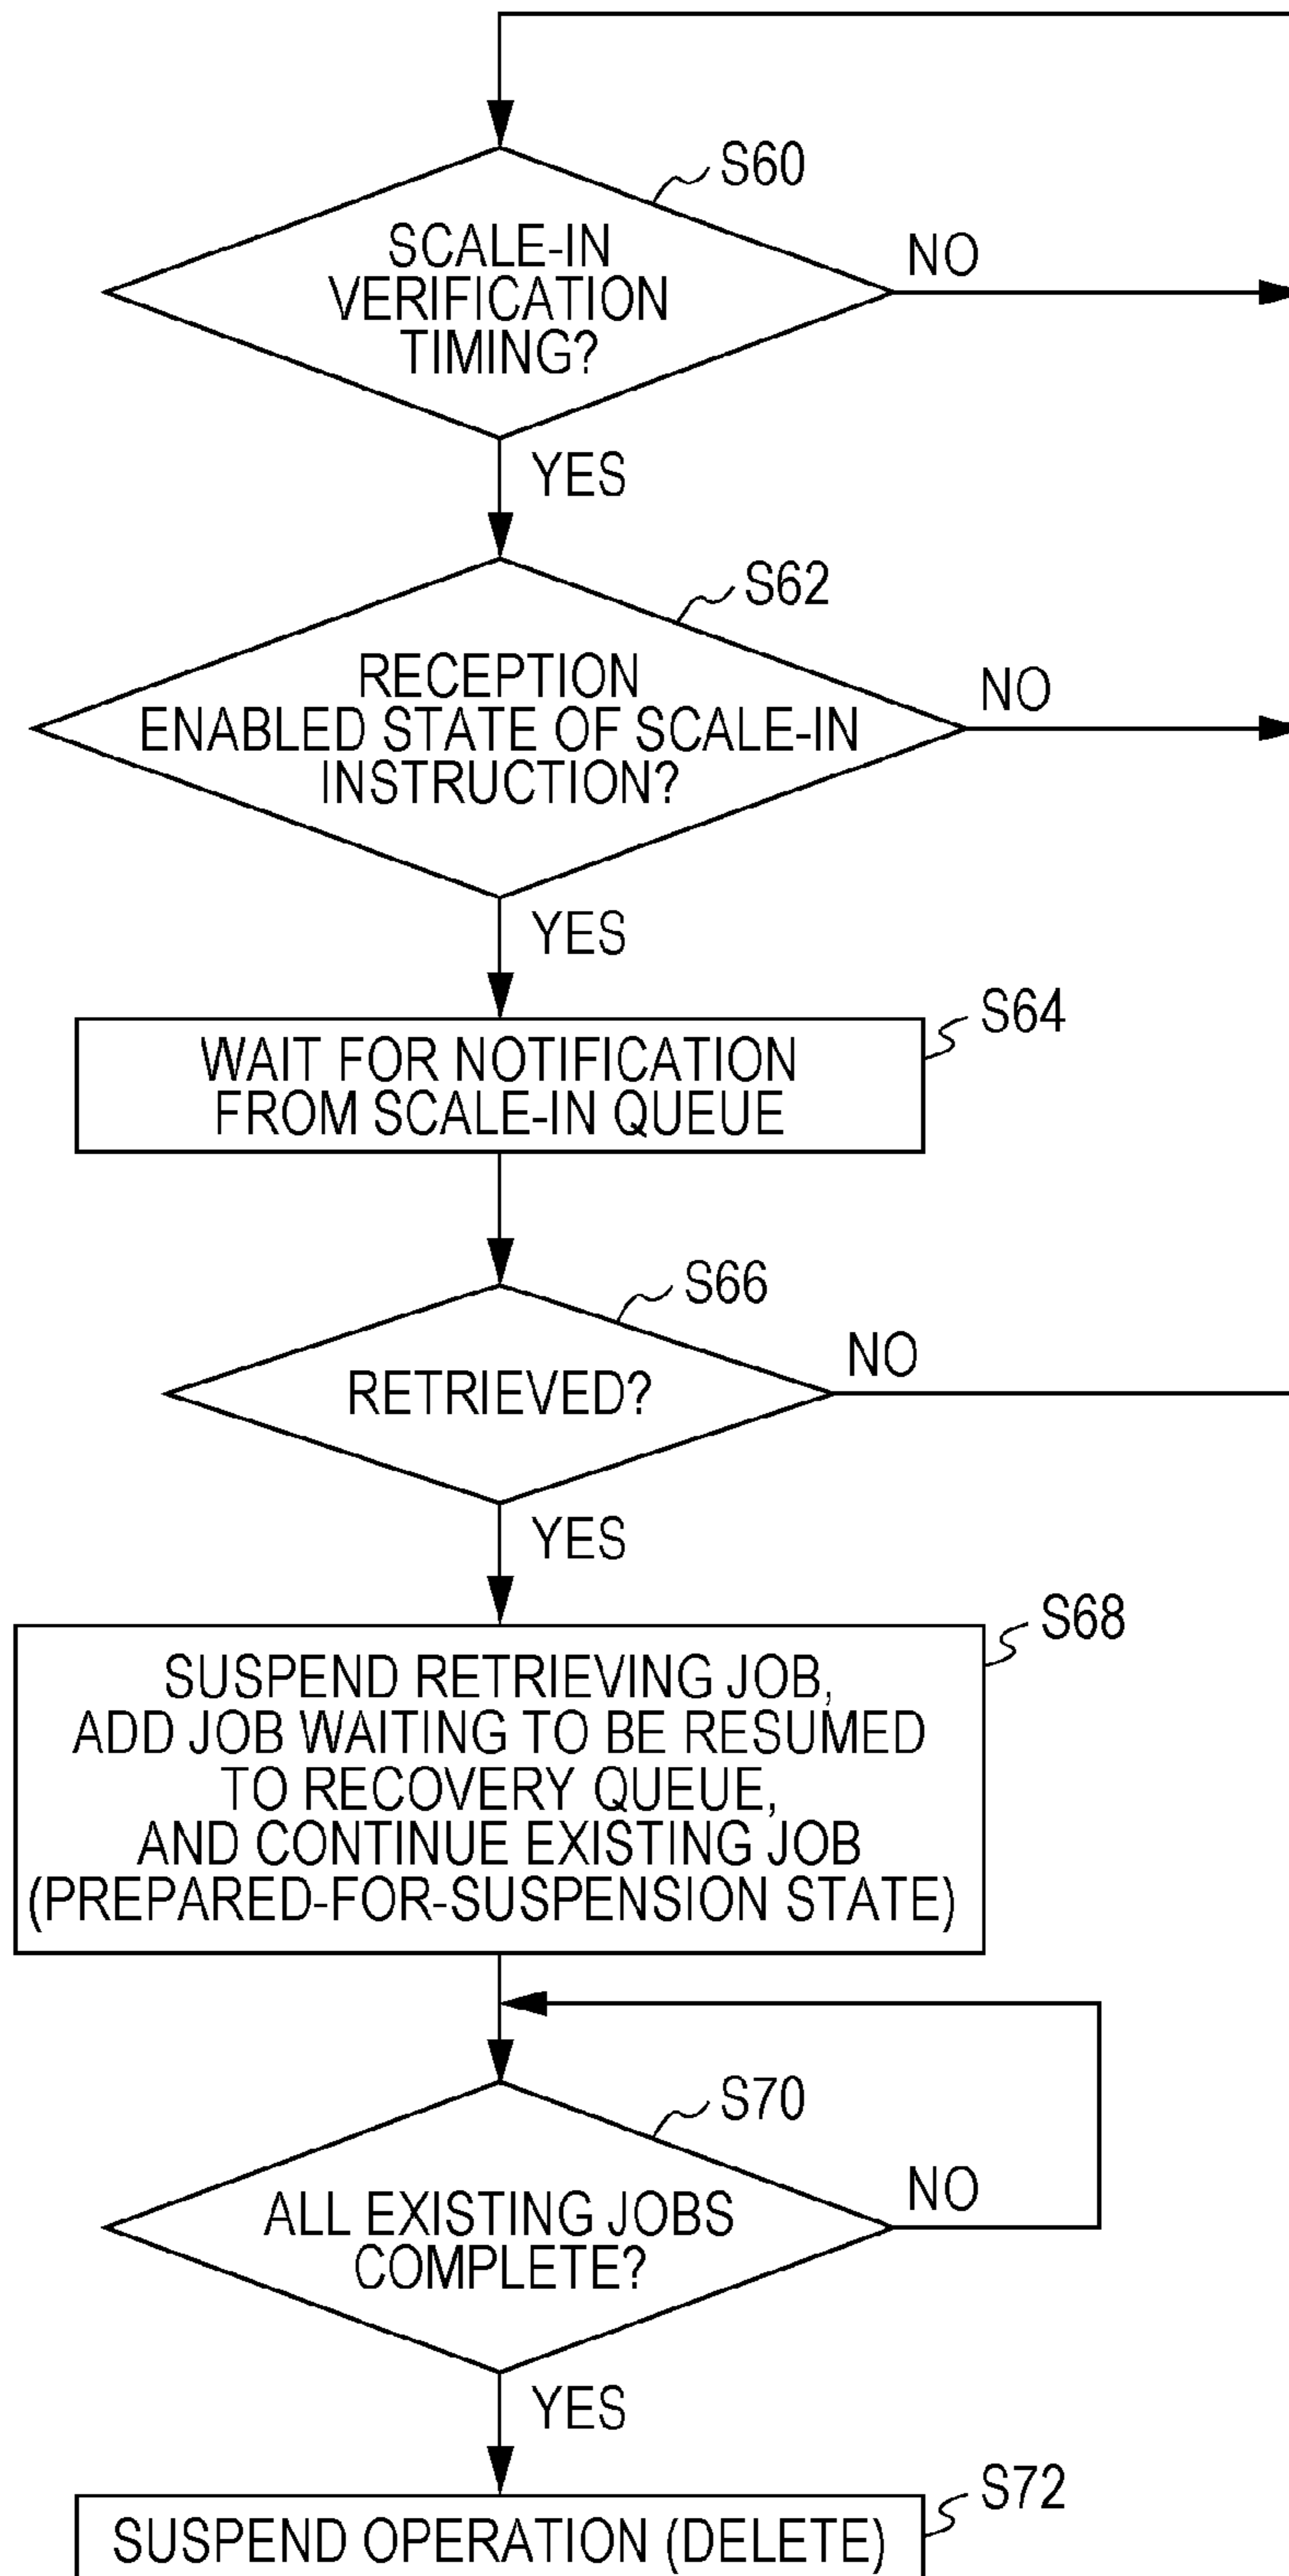 S60
SCALE-IN
VERIFICATION
TIMING?
NO
YES
S62
RECEPTION
ENABLED STATE OF SCALE-IN
INSTRUCTION?
NO
YES
S64
WAIT FOR NOTIFICATION
FROM SCALE-IN QUEUE
S66
RETRIEVED?
NO
YES
S68
SUSPEND RETRIEVING JOB,
ADD JOB WAITING TO BE RESUMED
TO RECOVERY QUEUE,
AND CONTINUE EXISTING JOB
(PREPARED-FOR-SUSPENSION STATE)
S70
ALL EXISTING JOBS
COMPLETE?
NO
YES
S72
SUSPEND OPERATION (DELETE)